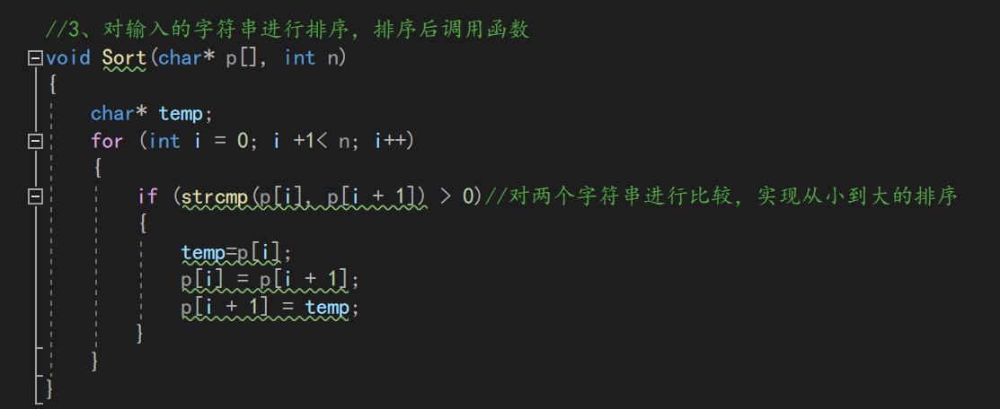 //3、对输入的字符串进行排序，排序后调用函数
void Sort(char* p[], int n)
{
char* temp;
for (int i = 0; i +1< n; i++)
{
if (strcmp(p[i], p[i + 1]) > 0)//对两个字符串进行比较，实现从小到大的排序
{
temp=p[i];
p[i] = p[i + 1];
p[i + 1] = temp;
}
}
}